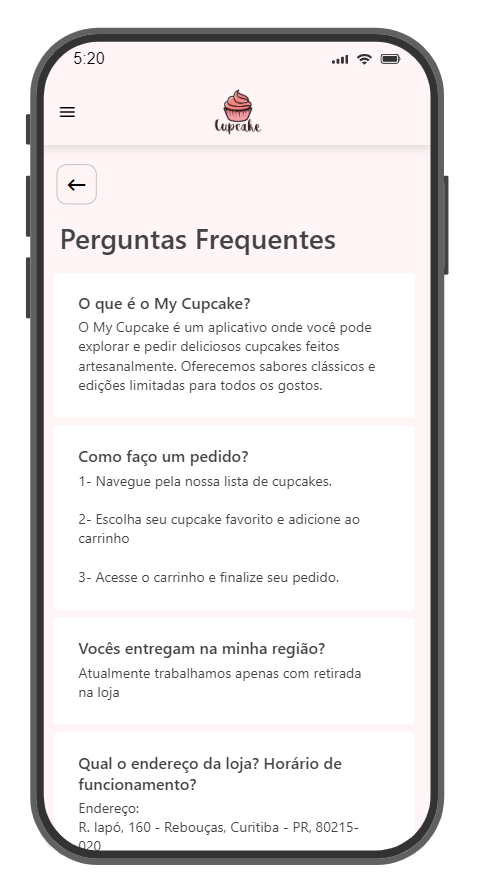 5:20
Cupcake
Perguntas Frequentes
O que é o My Cupcake?
O My Cupcake é um aplicativo onde você pode
explorar e pedir deliciosos cupcakes feitos
artesanalmente. Oferecemos sabores clássicos e
edições limitadas para todos os gostos.
Como faço um pedido?
1- Navegue pela nossa lista de cupcakes.
2- Escolha seu cupcake favorito e adicione ao
carrinho
3- Acesse o carrinho e finalize seu pedido.
Vocês entregam na minha região?
Atualmente trabalhamos apenas com retirada
na loja
Qual o endereço da loja? Horário de
funcionamento?
Endereço:
R. Iapó, 160 - Rebouças, Curitiba - PR, 80215-
020